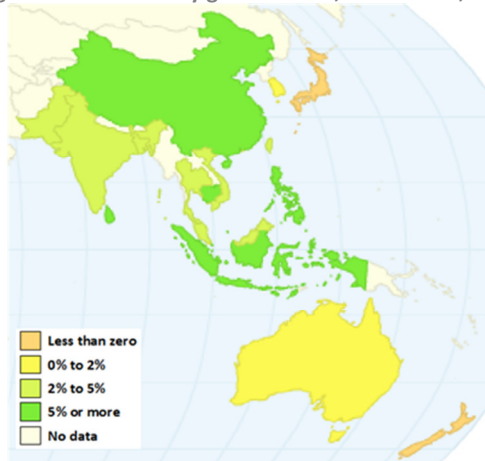 Less than zero
0% to 2%
2% to 5%
5% or more
No data